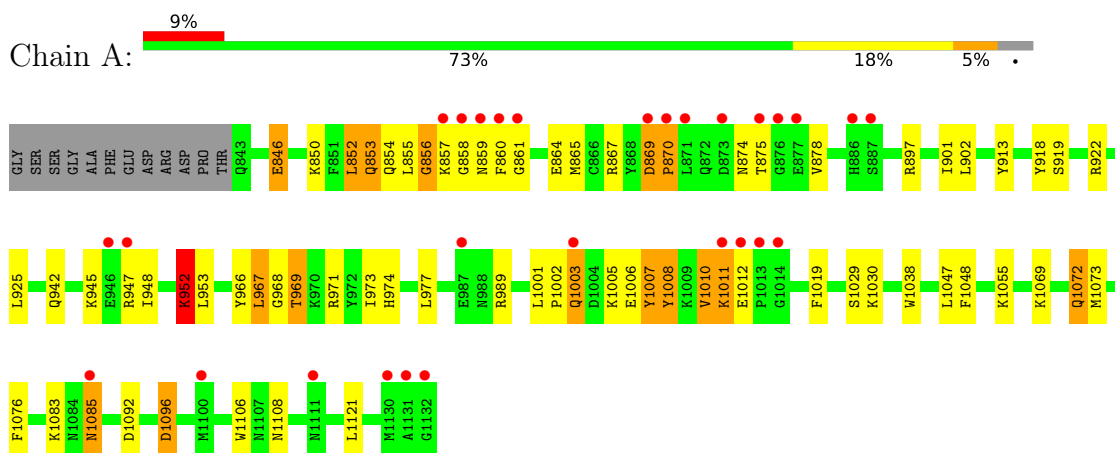 9%
Chain A:
73% 18% 5% •
GLY SER SER GLY ALA PHE GLU ASP ARG ASP PRO THR Q843 E846 K850 F851 L852 Q853 Q854 L855 G856 K857 G858 N859 F860 G861 E864 M865 C866 K867 Y868 D869 P870 L871 Q872 D873 N874 T875 G876 E877 V878 H886 S887 R897 I901 L902 Y913 Y918 S919 R922
L925 Q942 K945 E946 R947 I948 K952 L953 Y966 L967 G968 T969 K970 R971 Y972 I973 H974 L977 E987 N988 R989 L1001 P1002 Q1003 D1004 K1005 E1006 Y1007 Y1008 K1009 V1010 K1011 E1012 P1013 G1014 F1019 S1029 K1030 W1038 L1047 F1048 K1055 K1069 Q1072 M1073
F1076 K1083 N1084 N1085 D1092 D1096 M1100 W1106 N1107 N1108 N1111 L1121 M1130 A1131 G1132